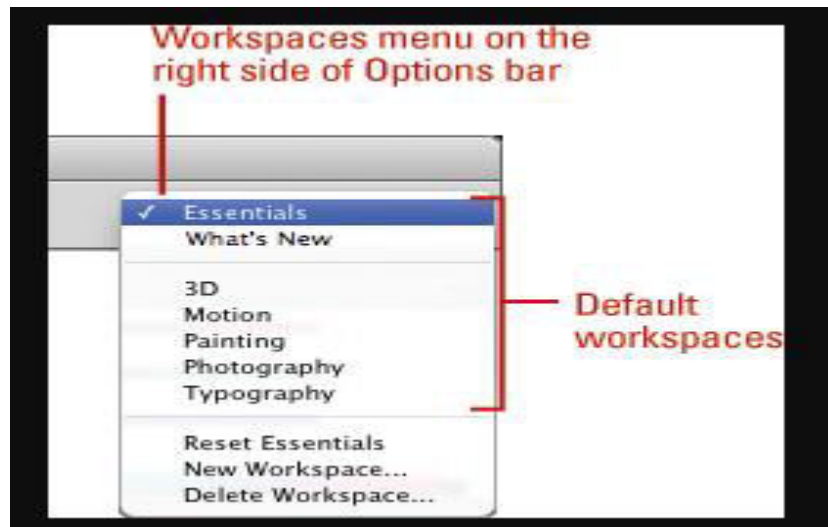 Workspaces menu on the
right side of Options bar
✓ Essentials
What's New
3D
Motion
Painting
Photography
Typography
Default
workspaces
Reset Essentials
New Workspace...
Delete Workspace...